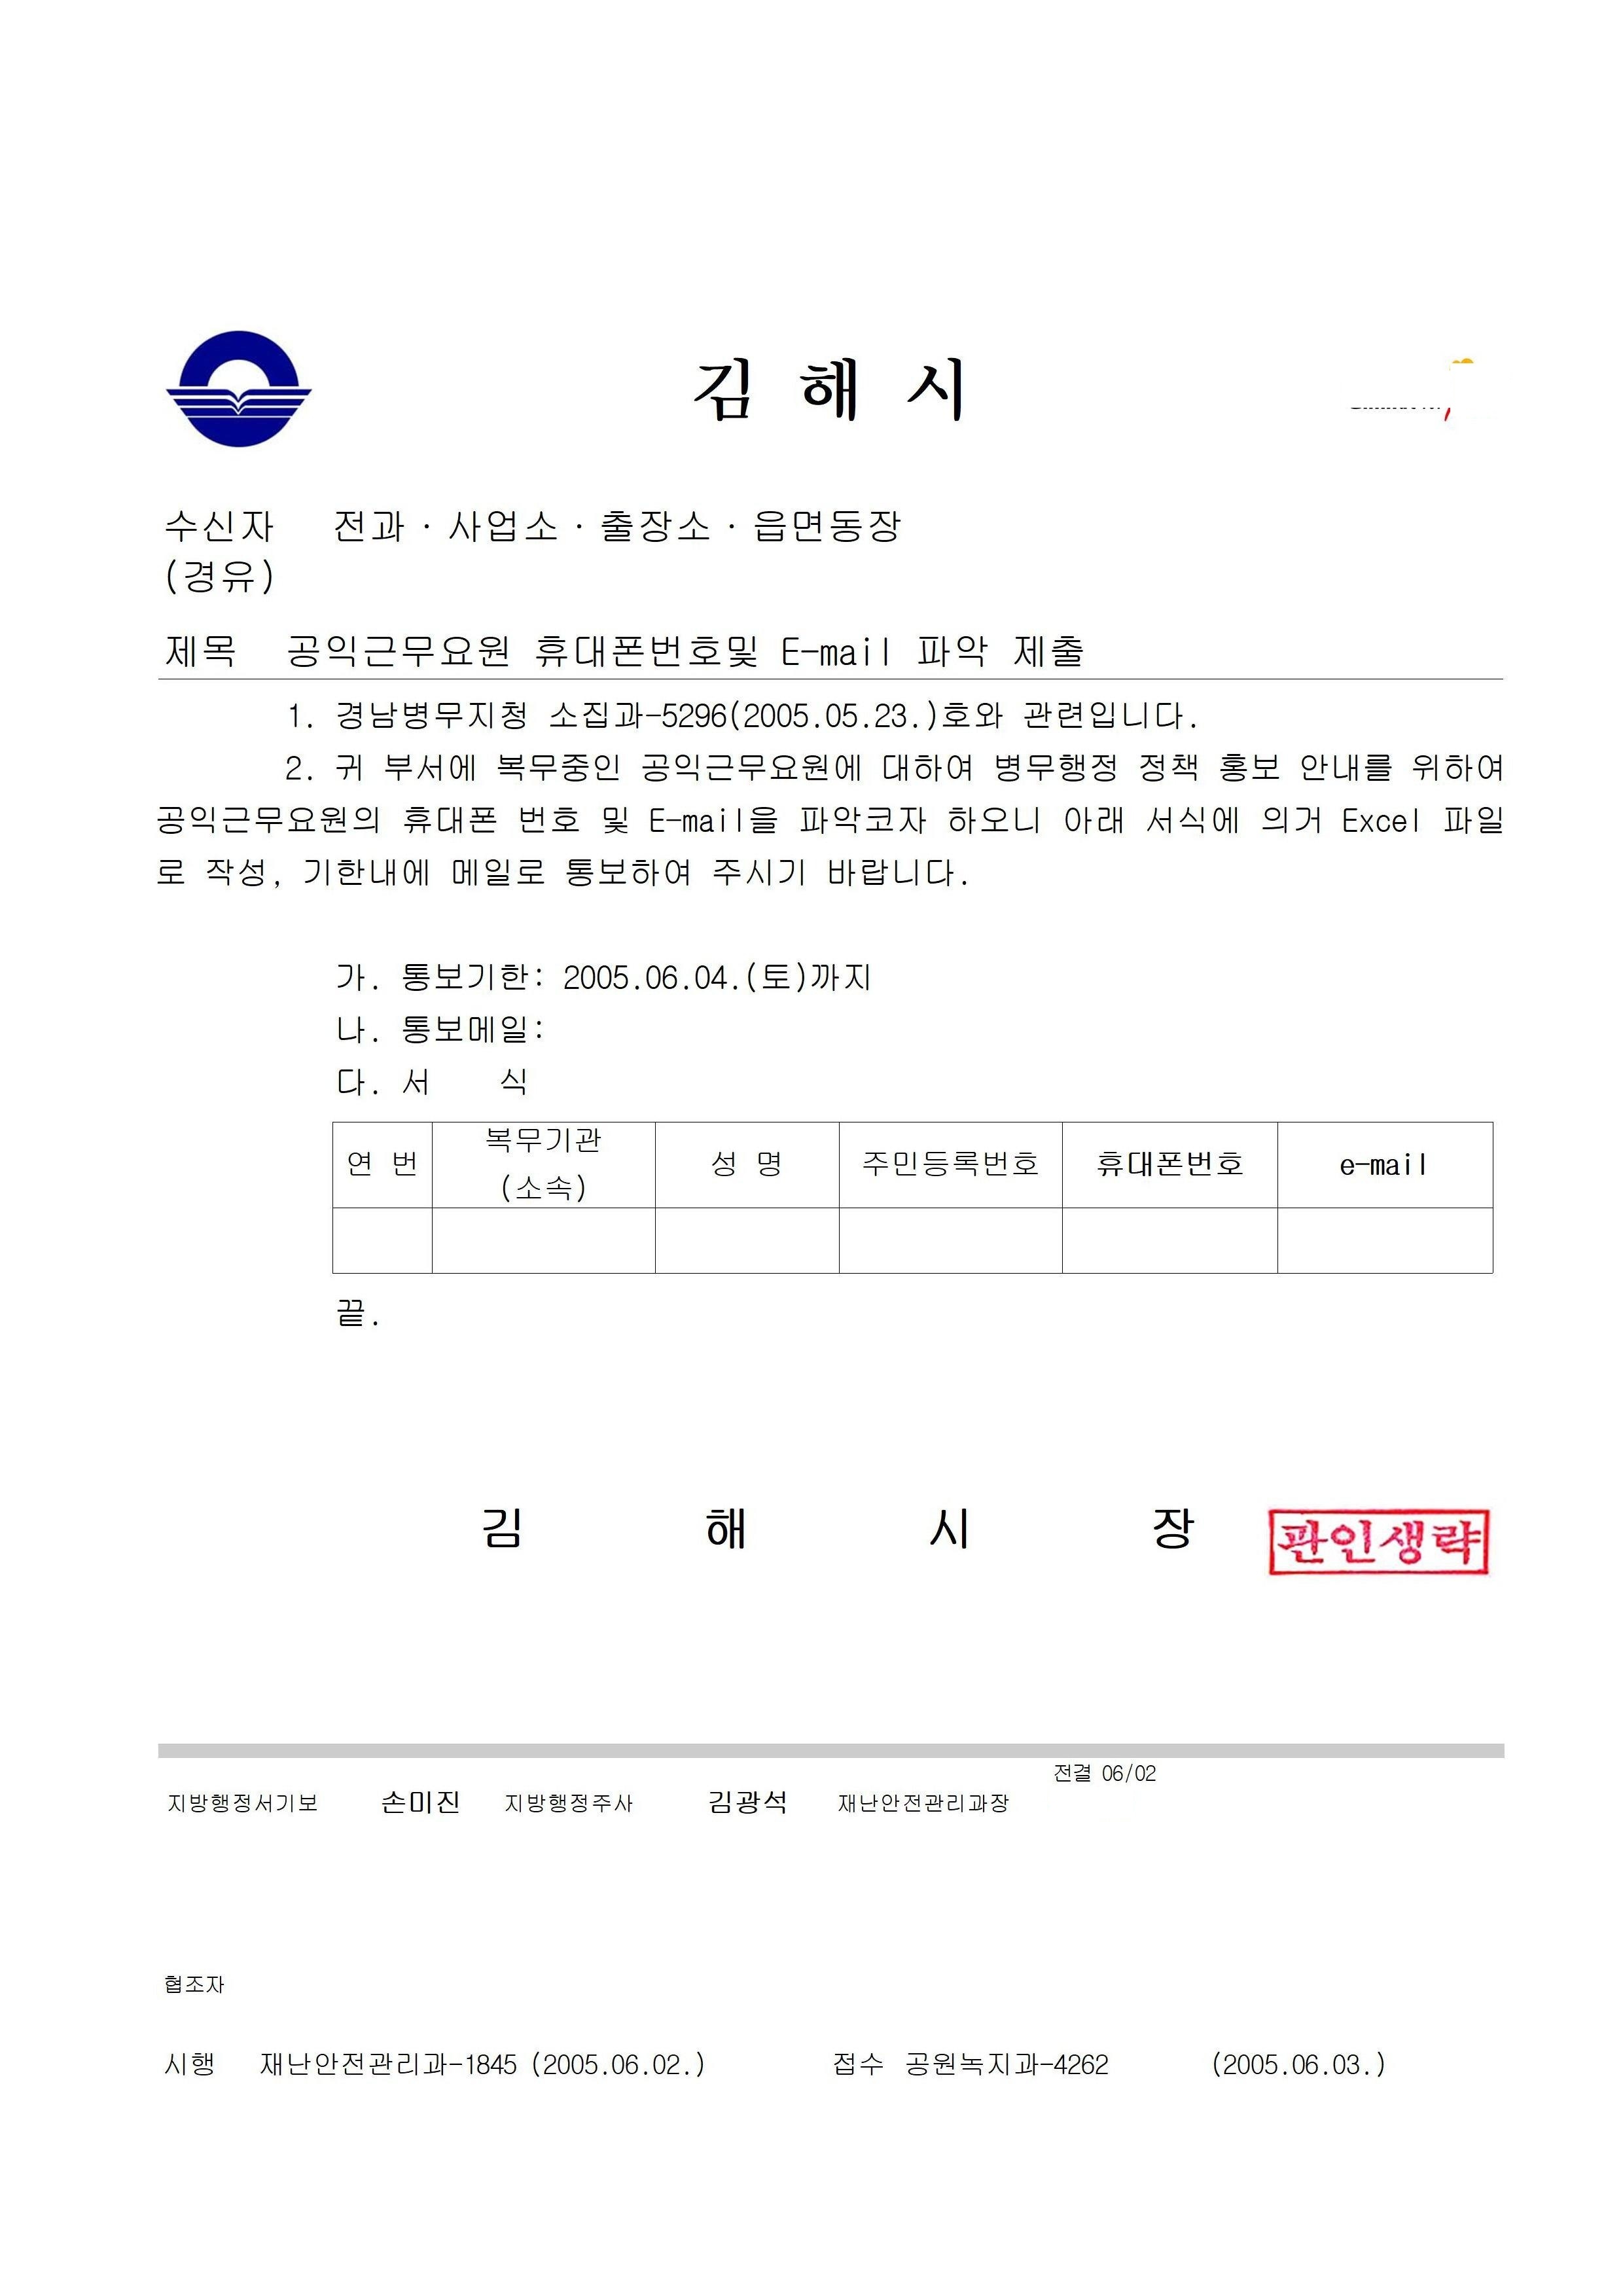 김 해 시
수신자 전과·사업소·출장소·읍면동장
(경유)
제목 공익근무요원 휴대폰번호및 E-mail 파악 제출
1. 경남병무지청 소집과-5296(2005.05.23.)호와 관련입니다.
2. 귀 부서에 복무중인 공익근무요원에 대하여 병무행정 정책 홍보 안내를 위하여
공익근무요원의 휴대폰 번호 및 E-mail을 파악코자 하오니 아래 서식에 의거 Excel 파일
로 작성, 기한내에 메일로 통보하여 주시기 바랍니다.
가. 통보기한: 2005.06.04.(토)까지
나. 통보메일:
다. 서 식
연 번 복무기관 (소속) 성 명 주민등록번호 휴대폰번호 e-mail
끝.
김 해 시 장 관인생략
전결 06/02
지방행정서기보 손미진 지방행정주사 김광석 재난안전관리과장
협조자
시행 재난안전관리과-1845 (2005.06.02.) 접수 공원녹지과-4262 (2005.06.03.)